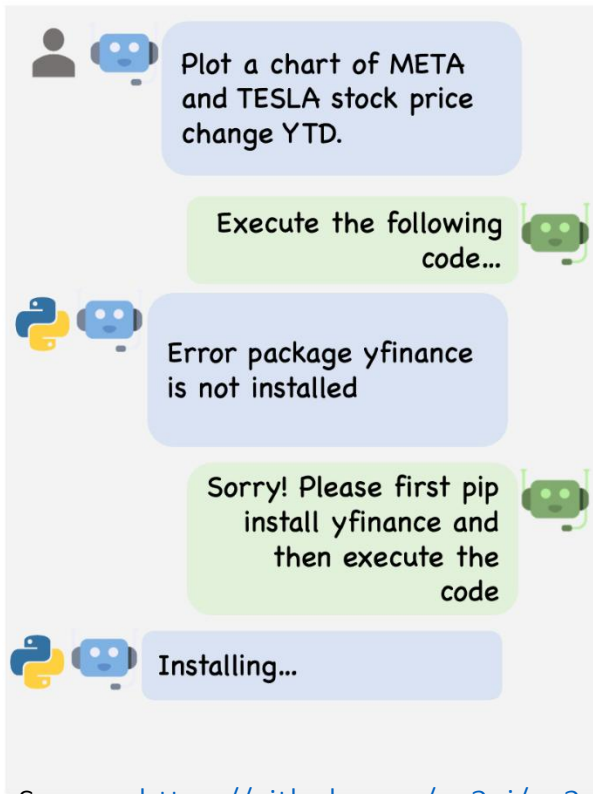 Plot a chart of META
and TESLA stock price
change YTD.
Execute the following
code...
Error package yfinance
is not installed
Sorry! Please first pip
install yfinance and
then execute the
code
Installing...